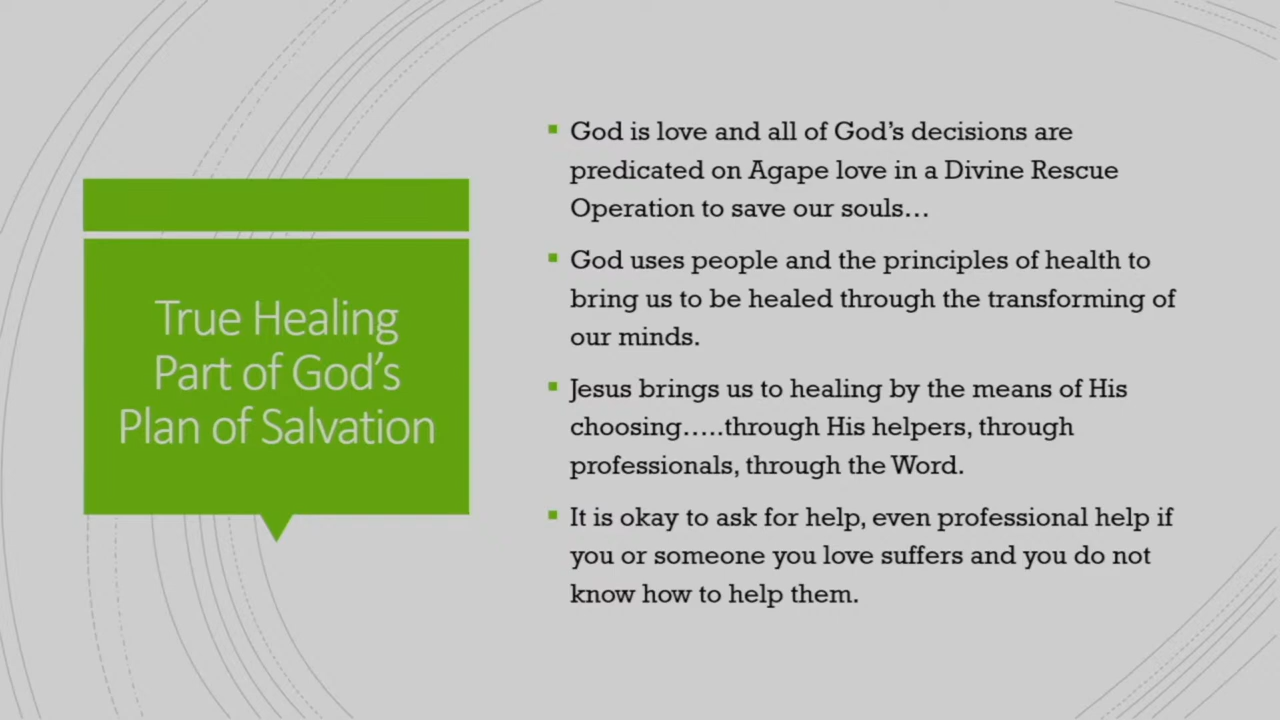 True Healing
Part of God’s
Plan of Salvation
God is love and all of God’s decisions are
predicated on Agape love in a Divine Rescue
Operation to save our souls…
God uses people and the principles of health to
bring us to be healed through the transforming of
our minds.
Jesus brings us to healing by the means of His
choosing…..through His helpers, through
professionals, through the Word.
It is okay to ask for help, even professional help if
you or someone you love suffers and you do not
know how to help them.